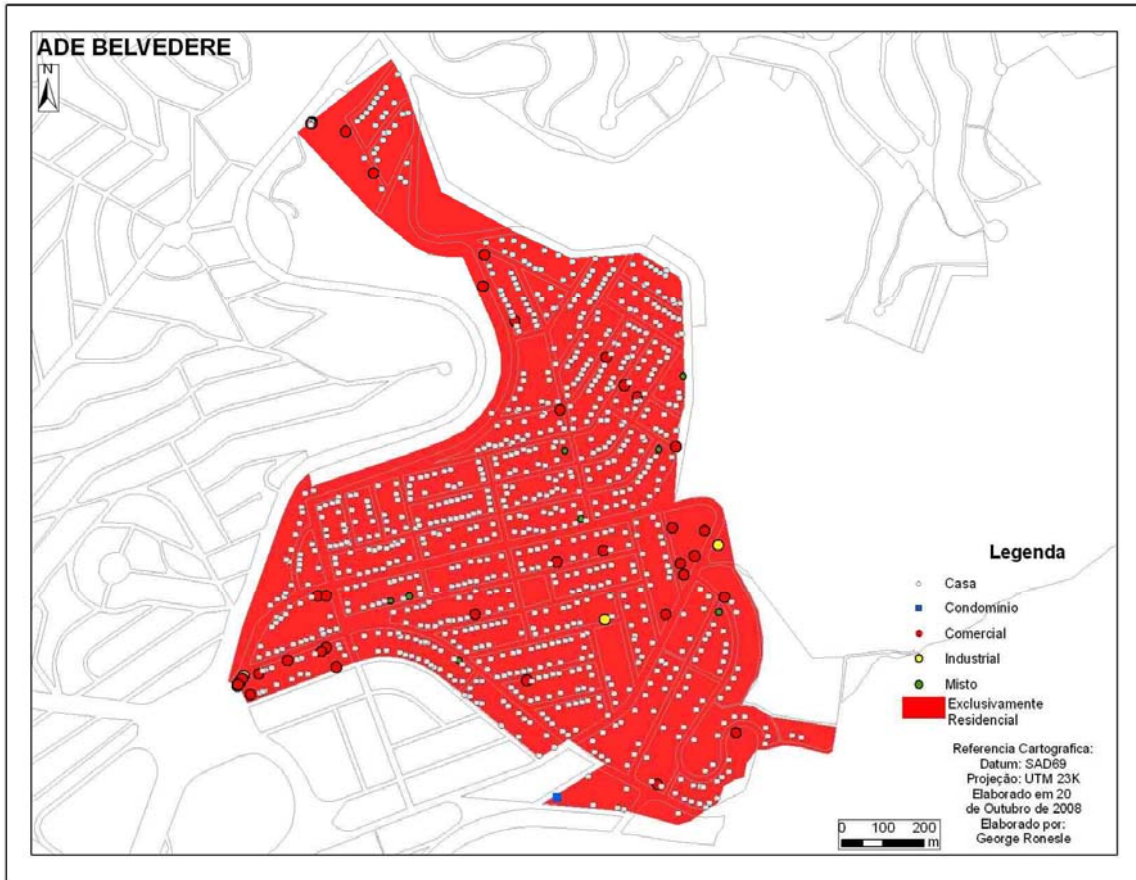 ADE BELVEDERE
N
Legenda
Casa
Condomínio
Comercial
Industrial
Misto
Exclusivamente
Residencial
Referencia Cartografica:
Datum: SAD69
Projeção: UTM 23K
Elaborado em 20
de Outubro de 2008
Elaborado por:
George Ronesle
0 100 200
m